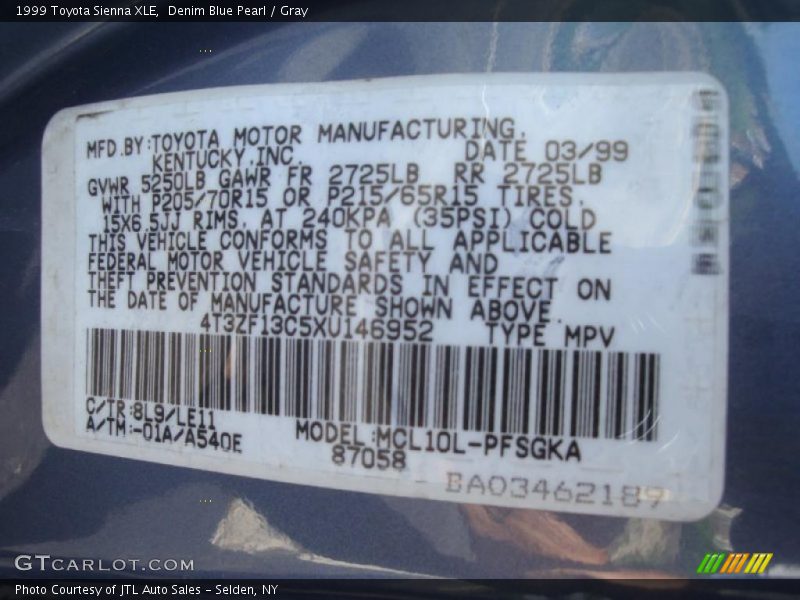 1999 Toyota Sienna XLE,  Denim Blue Pearl / Gray
MFD.BY:TOYOTA MOTOR MANUFACTURING,
KENTUCKY,INC. DATE 03/99
GVWR 5250LB GAWR FR 2725LB RR 2725LB
WITH P205/70R15 OR P215/65R15 TIRES,
15X6.5JJ RIMS, AT 240KPA (35PSI) COLD
THIS VEHICLE CONFORMS TO ALL APPLICABLE
FEDERAL MOTOR VEHICLE SAFETY AND
THEFT PREVENTION STANDARDS IN EFFECT ON
THE DATE OF MANUFACTURE SHOWN ABOVE.
4T3ZF13C5XU146952 TYPE MPV
C/TR:8L9/LE11
A/TM:-01A/A540E
MODEL:MCL10L-PFSGKA
87058
BA03462189
GTCARLOT.COM
Photo Courtesy of JTL Auto Sales - Selden, NY